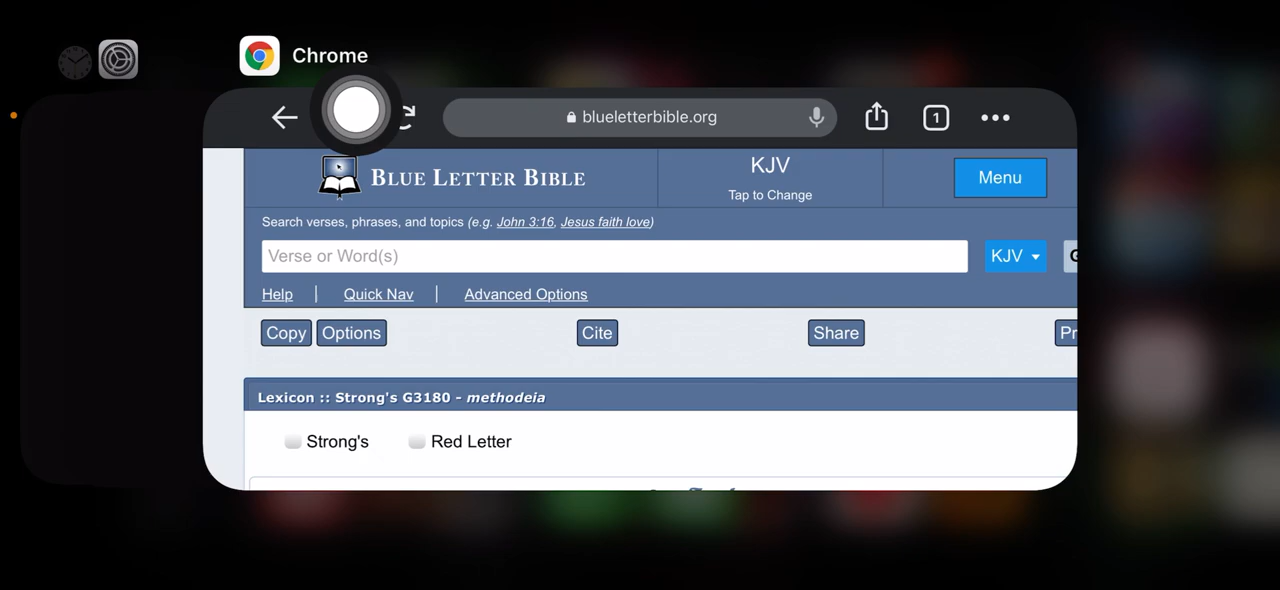 Chrome
blueletterbible.org
1
BLUE LETTER BIBLE
KJV
Tap to Change
Menu
Search verses, phrases, and topics (e.g. John 3:16, Jesus faith love)
Verse or Word(s)
KJV
Help | Quick Nav | Advanced Options
Copy Options Cite Share
Lexicon :: Strong's G3180 - methodeia
Strong's Red Letter